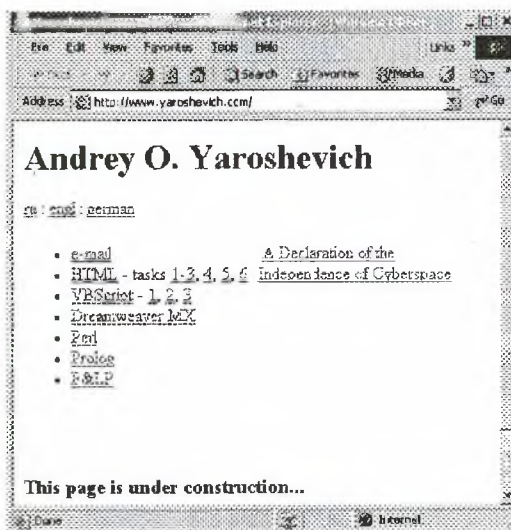 Edit View Favorites Tools Help Links »
Search Favorites Media
Address http://www.yaroshevich.com/ Go
Andrey O. Yaroshevich
ru : engl : german
• e-mail
• HTML - tasks 1-3, 4, 5, 6
• VBScript - 1, 2, 3
• Dreamweaver MX
• Perl
• Prolog
A Declaration of the
Independence of Cyberspace
This page is under construction...
Done Internet